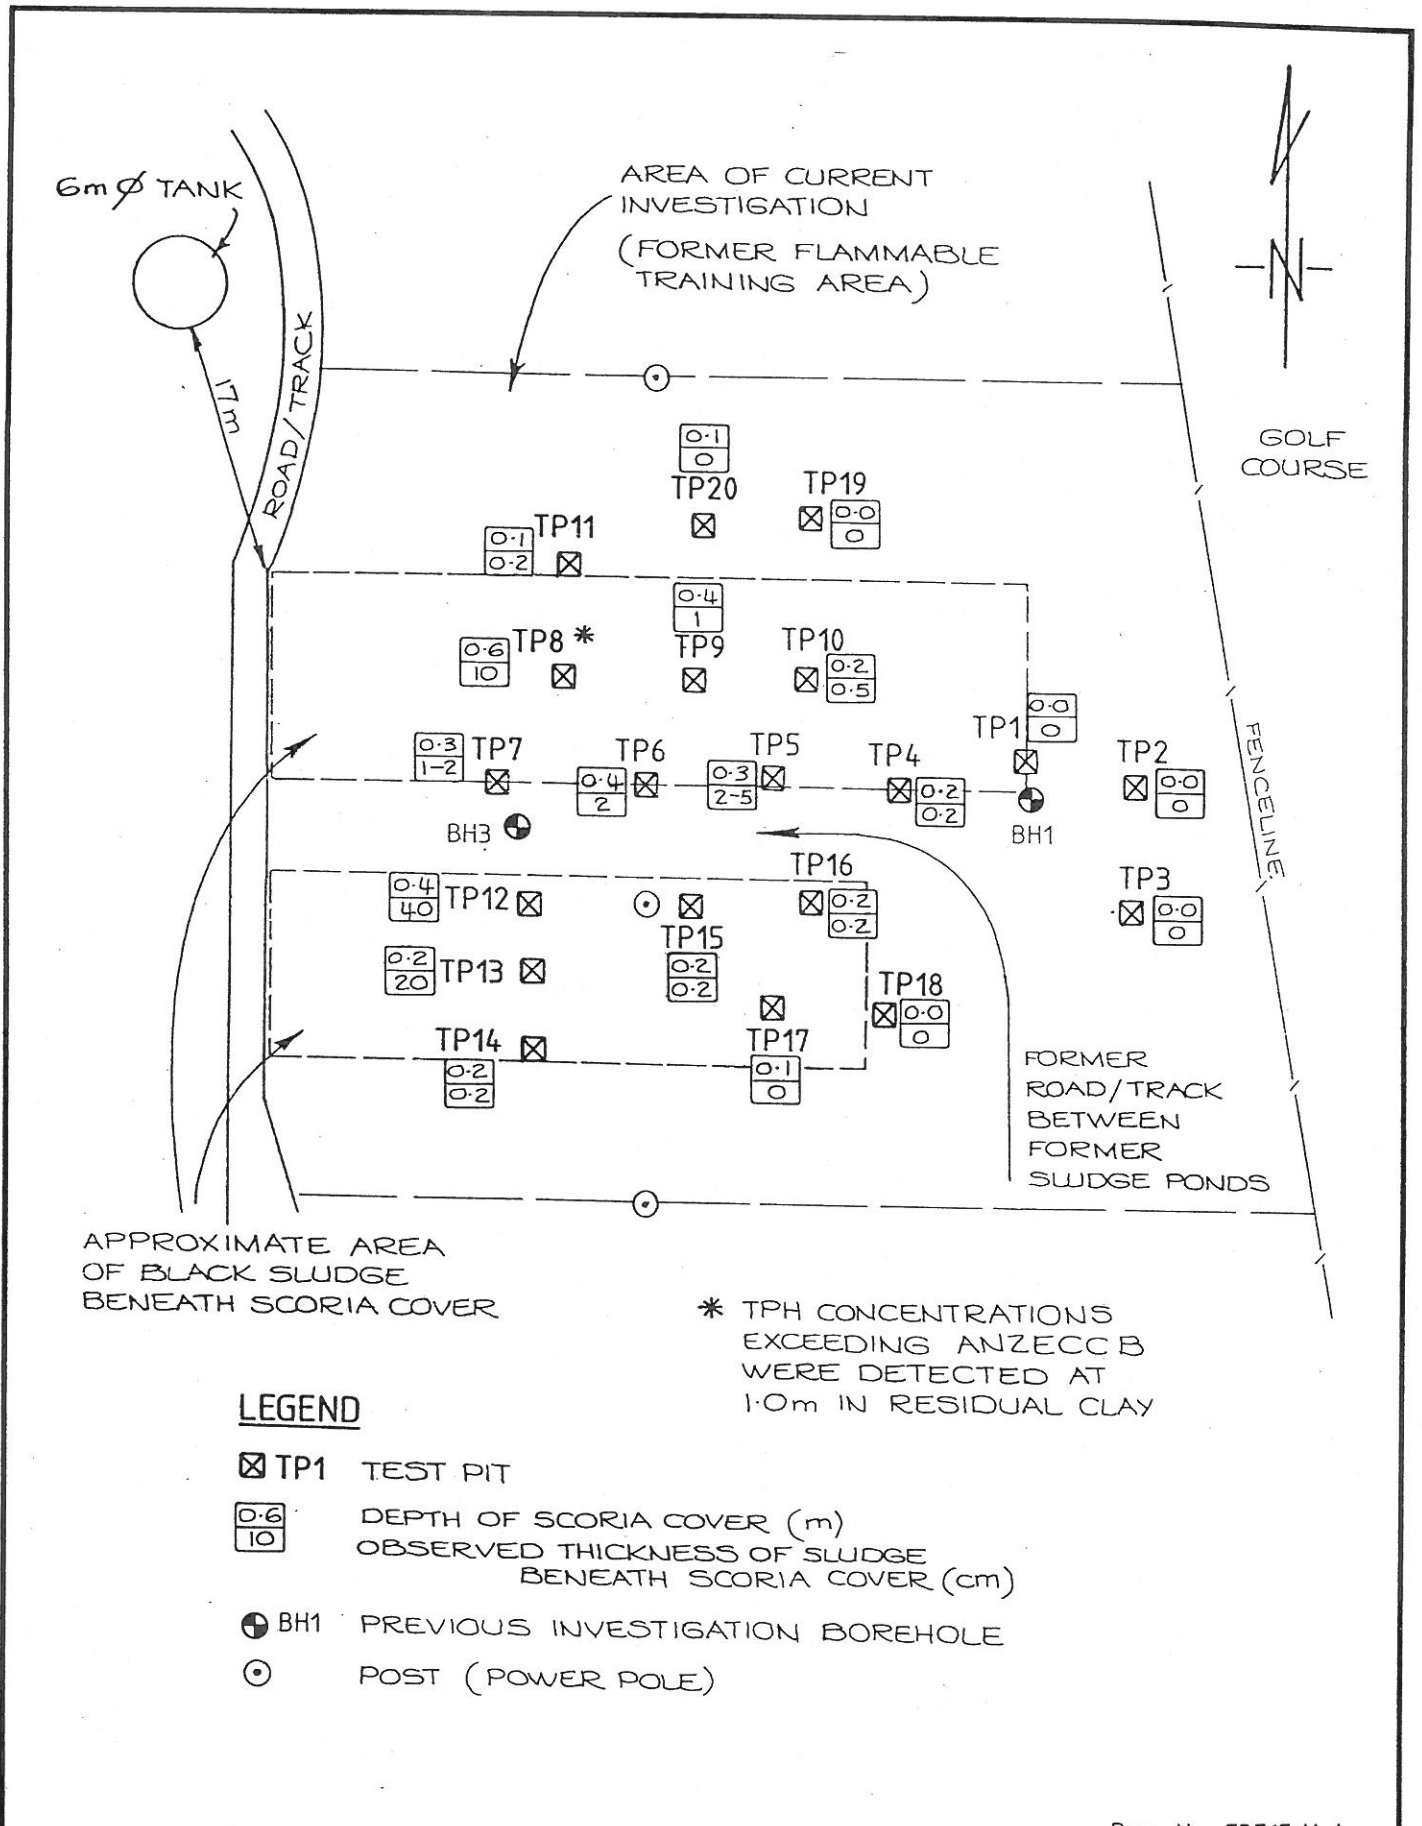 6m Ø TANK
AREA OF CURRENT
INVESTIGATION
(FORMER FLAMMABLE
TRAINING AREA)
N
17m
ROAD/TRACK
GOLF
COURSE
0.1
0
TP20
TP19
0.0
0
TP11
0.1
0.2
0.4
1
TP9
TP8 *
0.6
10
TP10
0.2
0.5
TP1
0.0
0
TP7
0.3
1-2
TP6
0.4
2
TP5
0.3
2-5
TP4
0.2
0.2
TP2
0.0
0
FENCELINE
BH3
BH1
TP16
0.2
0.2
TP3
0.0
0
TP12
0.4
40
TP15
0.2
0.2
TP13
0.2
20
TP18
0.0
0
TP14
0.2
0.2
TP17
0.1
0
FORMER
ROAD/TRACK
BETWEEN
FORMER
SLUDGE PONDS
APPROXIMATE AREA
OF BLACK SLUDGE
BENEATH SCORIA COVER
* TPH CONCENTRATIONS
EXCEEDING ANZECC B
WERE DETECTED AT
1.0m IN RESIDUAL CLAY
LEGEND
TP1 TEST PIT
0.6
10
DEPTH OF SCORIA COVER (m)
OBSERVED THICKNESS OF SLUDGE
BENEATH SCORIA COVER (cm)
BH1 PREVIOUS INVESTIGATION BOREHOLE
POST (POWER POLE)